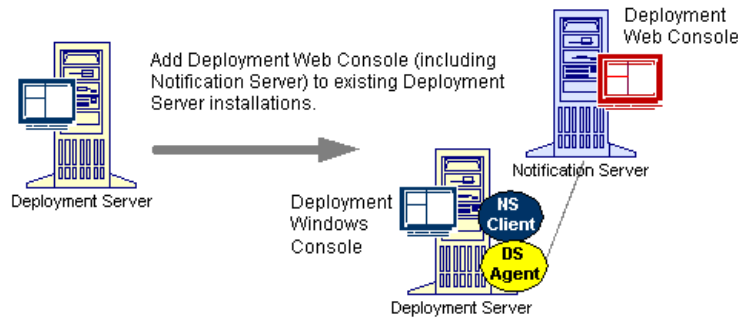 Deployment
Web Console
Add Deployment Web Console (including
Notification Server) to existing Deployment
Server installations.
Deployment Server
Notification Server
Deployment
Windows
Console
NS
Client
DS
Agent
Deployment Server